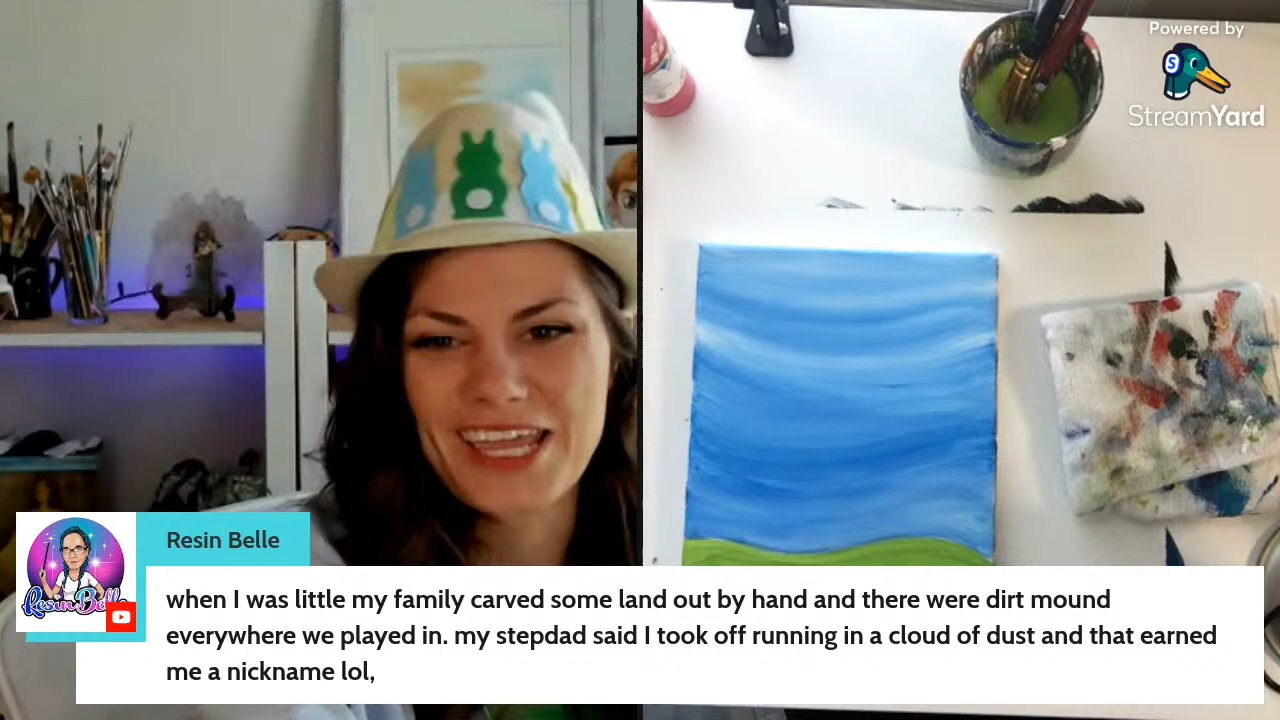 Powered by
StreamYard
S
Resin Belle
Resin Belle
when I was little my family carved some land out by hand and there were dirt mound
everywhere we played in. my stepdad said I took off running in a cloud of dust and that earned
me a nickname lol,